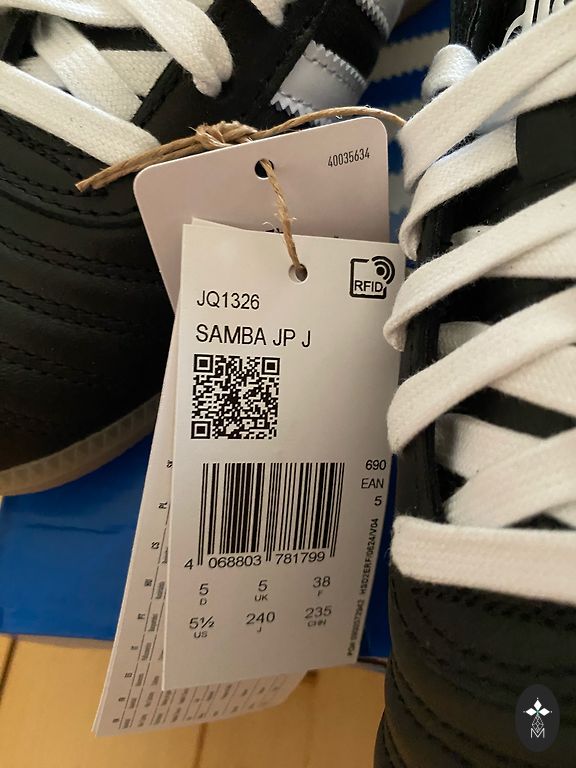 40035634
RFID
JQ1326
SAMBA JP J
690
EAN
5
4 068803 781799
5 5 38
D UK F
5½ 240 235
US J CHN